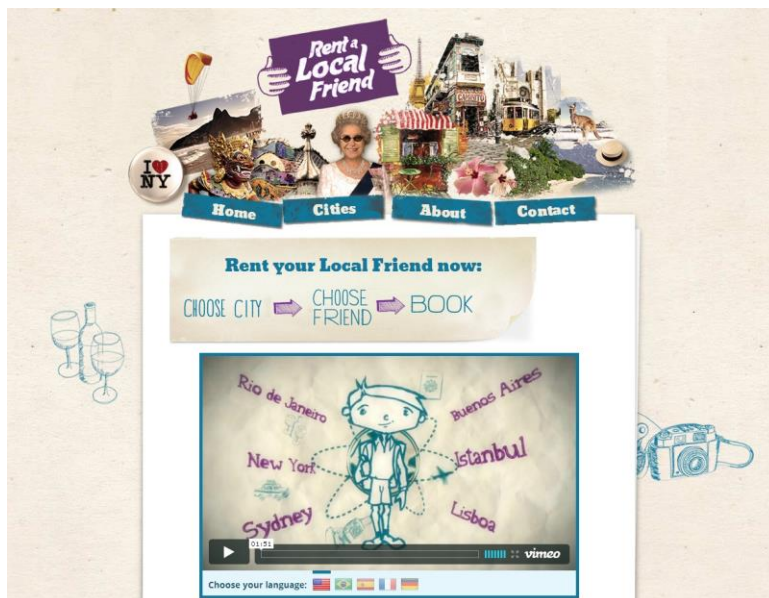 Rent a
Local
Friend
I
NY
Home
Cities
About
Contact
Rent your Local Friend now:
CHOOSE CITY
CHOOSE
FRIEND
BOOK
Rio de Janeiro
Buenos Aires
New York
Istanbul
Sydney
Lisboa
01:51
vimeo
Choose your language: